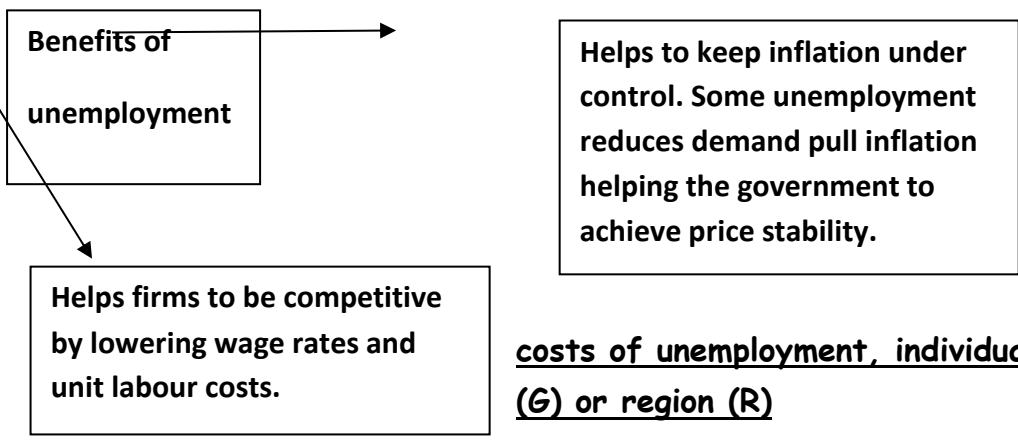 Benefits of
unemployment
Helps to keep inflation under
control. Some unemployment
reduces demand pull inflation
helping the government to
achieve price stability.
Helps firms to be competitive
by lowering wage rates and
unit labour costs.
costs of unemployment,
(G) or region (R)